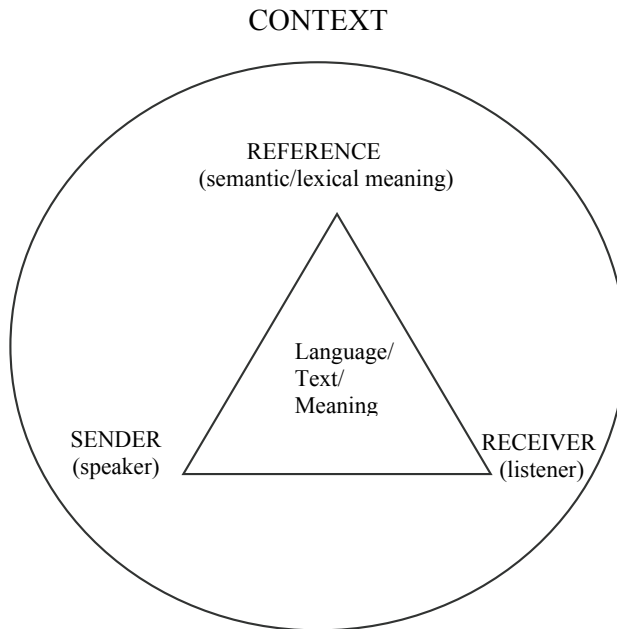 CONTEXT
REFERENCE
(semantic/lexical meaning)
Language/
Text/
Meaning
SENDER
(speaker)
RECEIVER
(listener)